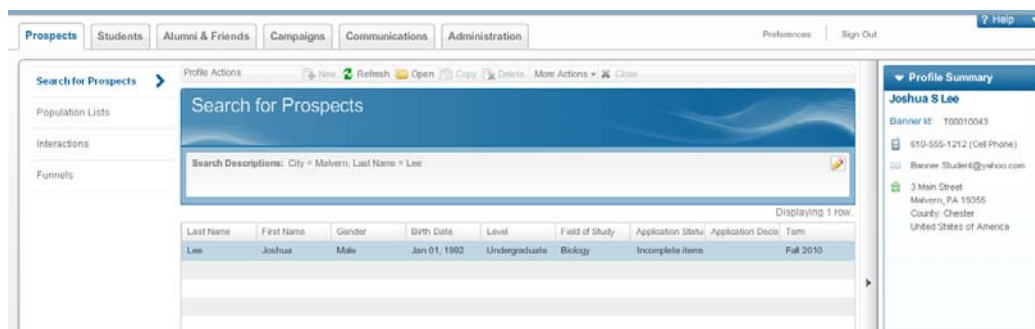 ? Help
Prospects Students Alumni & Friends Campaigns Communications Administration Preferences Sign Out
Search for Prospects
Population Lists
Interactions
Funnels
Profile Actions New Refresh Open Copy Delete More Actions Close
Search for Prospects
Search Descriptions: City = Malvern, Last Name = Lee
Displaying 1 row.
Last Name First Name Gender Birth Date Level Field of Study Application Statu Application Decis Term
Lee Joshua Male Jan 01, 1982 Undergraduate Biology Incomplete items Fall 2010
Profile Summary
Joshua S Lee
Banner Id: T00010043
610-555-1212 (Cell Phone)
Banner.Student@yahoo.com
3 Main Street
Malvern, PA 19355
County: Chester
United States of America